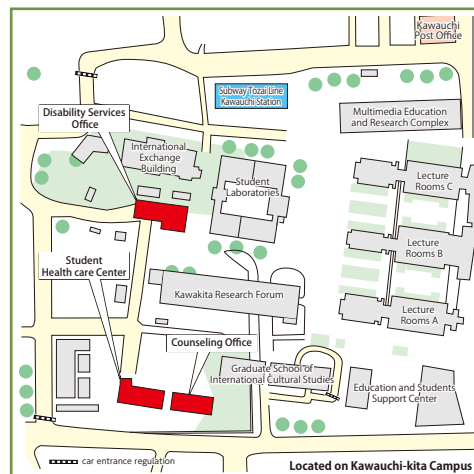 Kawauchi
Post Office
Subway Tozai Line
Kawauchi Station
Disability Services
Office
Multimedia Education
and Research Complex
International
Exchange
Building
Student
Laboratories
Lecture
Rooms C
Lecture
Rooms B
Student
Health care Center
Kawakita Research Forum
Lecture
Rooms A
Counseling Office
Graduate School of
International Cultural Studies
Education and Students
Support Center
car entrance regulation
Located on Kawauchi-kita Campus